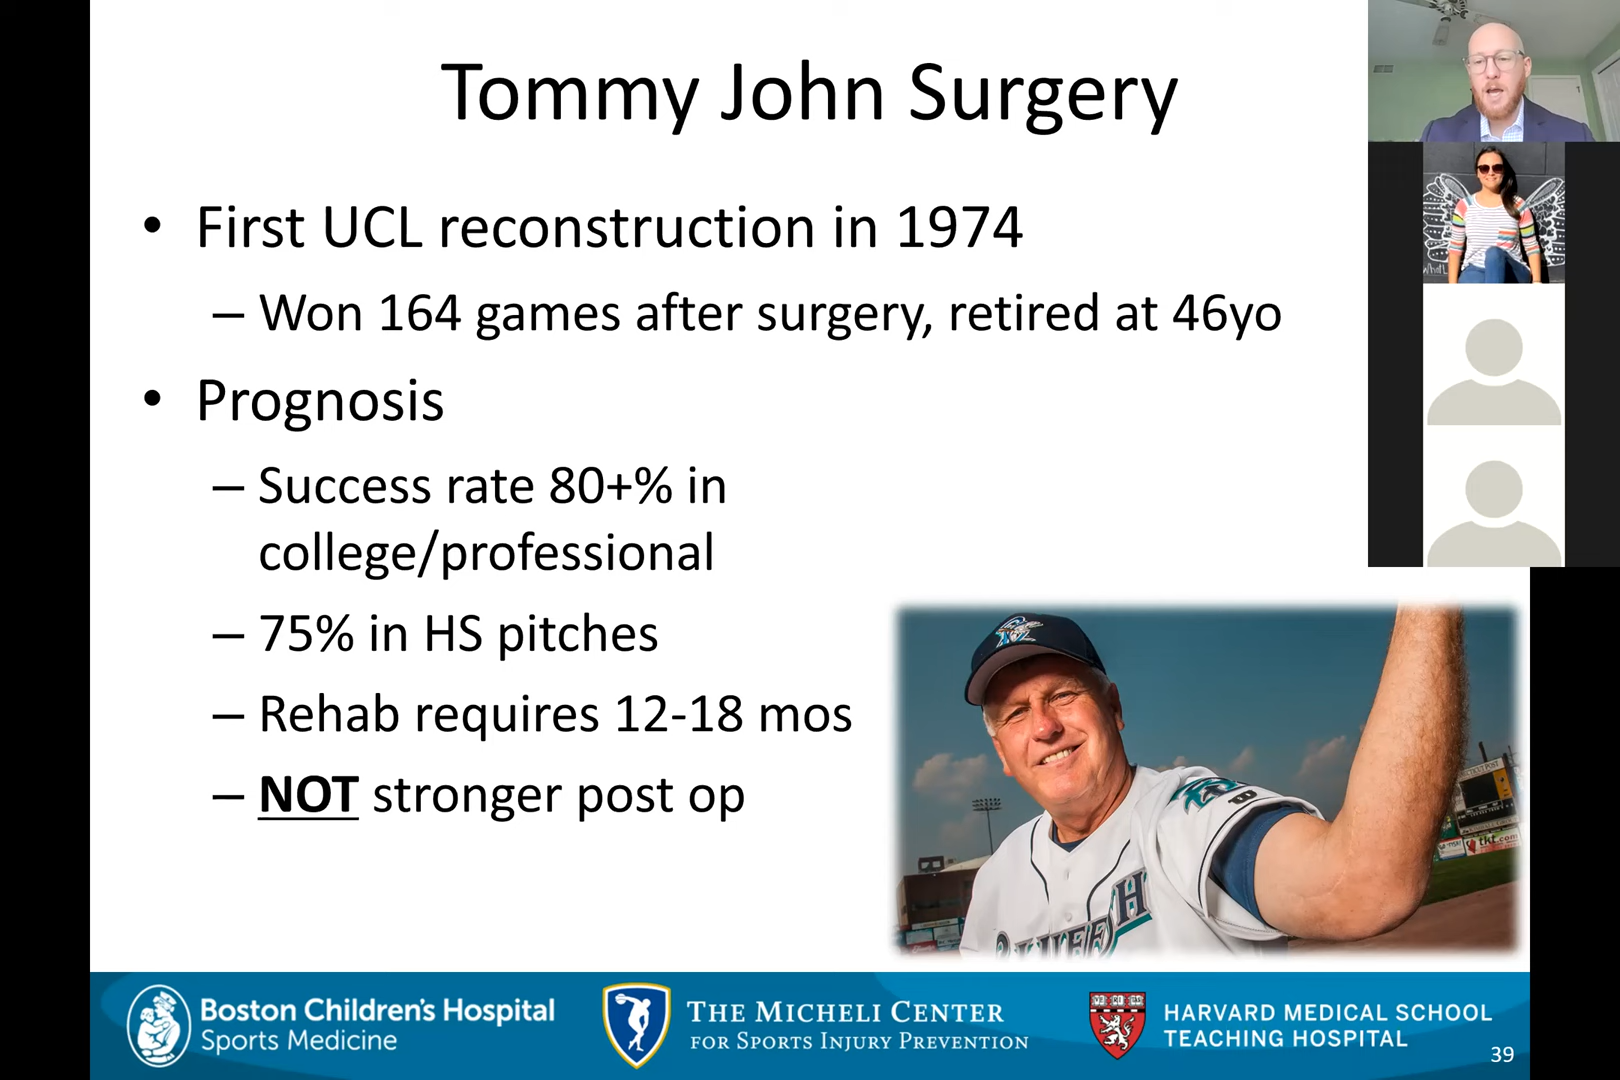 Tommy John Surgery
• First UCL reconstruction in 1974
– Won 164 games after surgery, retired at 46yo
• Prognosis
– Success rate 80+% in
college/professional
– 75% in HS pitches
– Rehab requires 12-18 mos
– NOT stronger post op
tkt.com
Boston Children's Hospital
Sports Medicine
THE MICHELI CENTER
FOR SPORTS INJURY PREVENTION
HARVARD MEDICAL SCHOOL
TEACHING HOSPITAL
39